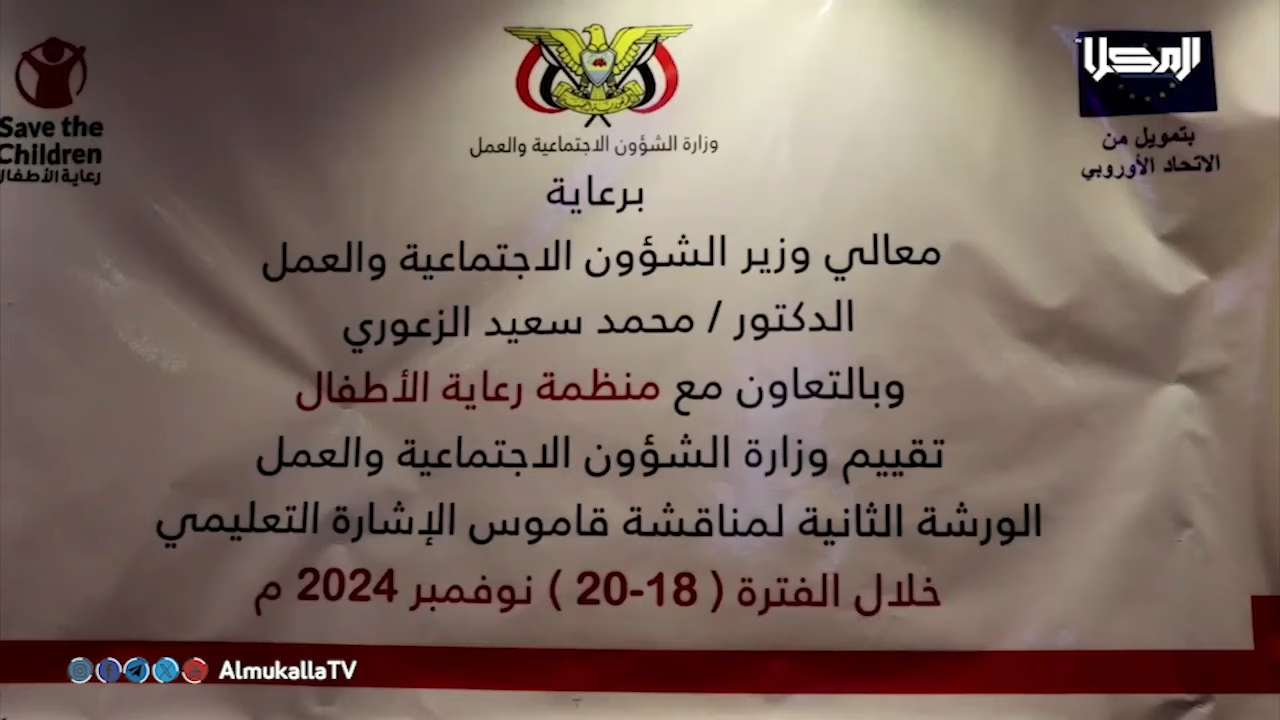 Save the
Children
رعاية الأطفال
وزارة الشؤون الاجتماعية والعمل
المكلا
بتمويل من
الاتحاد الأوروبي
برعاية
معالي وزير الشؤون الاجتماعية والعمل
الدكتور / محمد سعيد الزعوري
وبالتعاون مع منظمة رعاية الأطفال
تقييم وزارة الشؤون الاجتماعية والعمل
الورشة الثانية لمناقشة قاموس الإشارة التعليمي
خلال الفترة ( 18-20 ) نوفمبر 2024 م
AlmukallaTV